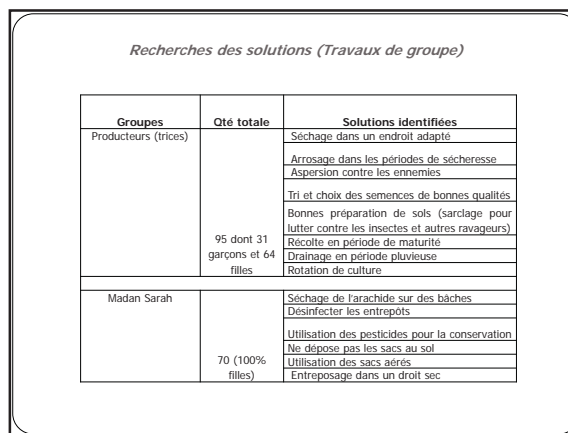 Recherches des solutions (Travaux de groupe)
Groupes Qté totale Solutions identifiées
Producteurs (trices) Séchage dans un endroit adapté
Arrosage dans les périodes de sécheresse
Aspersion contre les ennemies
Tri et choix des semences de bonnes qualités
Bonnes préparation de sols (sarclage pour
lutter contre les insectes et autres ravageurs)
95 dont 31
garçons et 64
filles
Récolte en période de maturité
Drainage en période pluvieuse
Rotation de culture
Madan Sarah Séchage de l'arachide sur des bâches
Désinfecter les entrepôts
Utilisation des pesticides pour la conservation
Ne dépose pas les sacs au sol
70 (100%
filles)
Utilisation des sacs aérés
Entreposage dans un droit sec